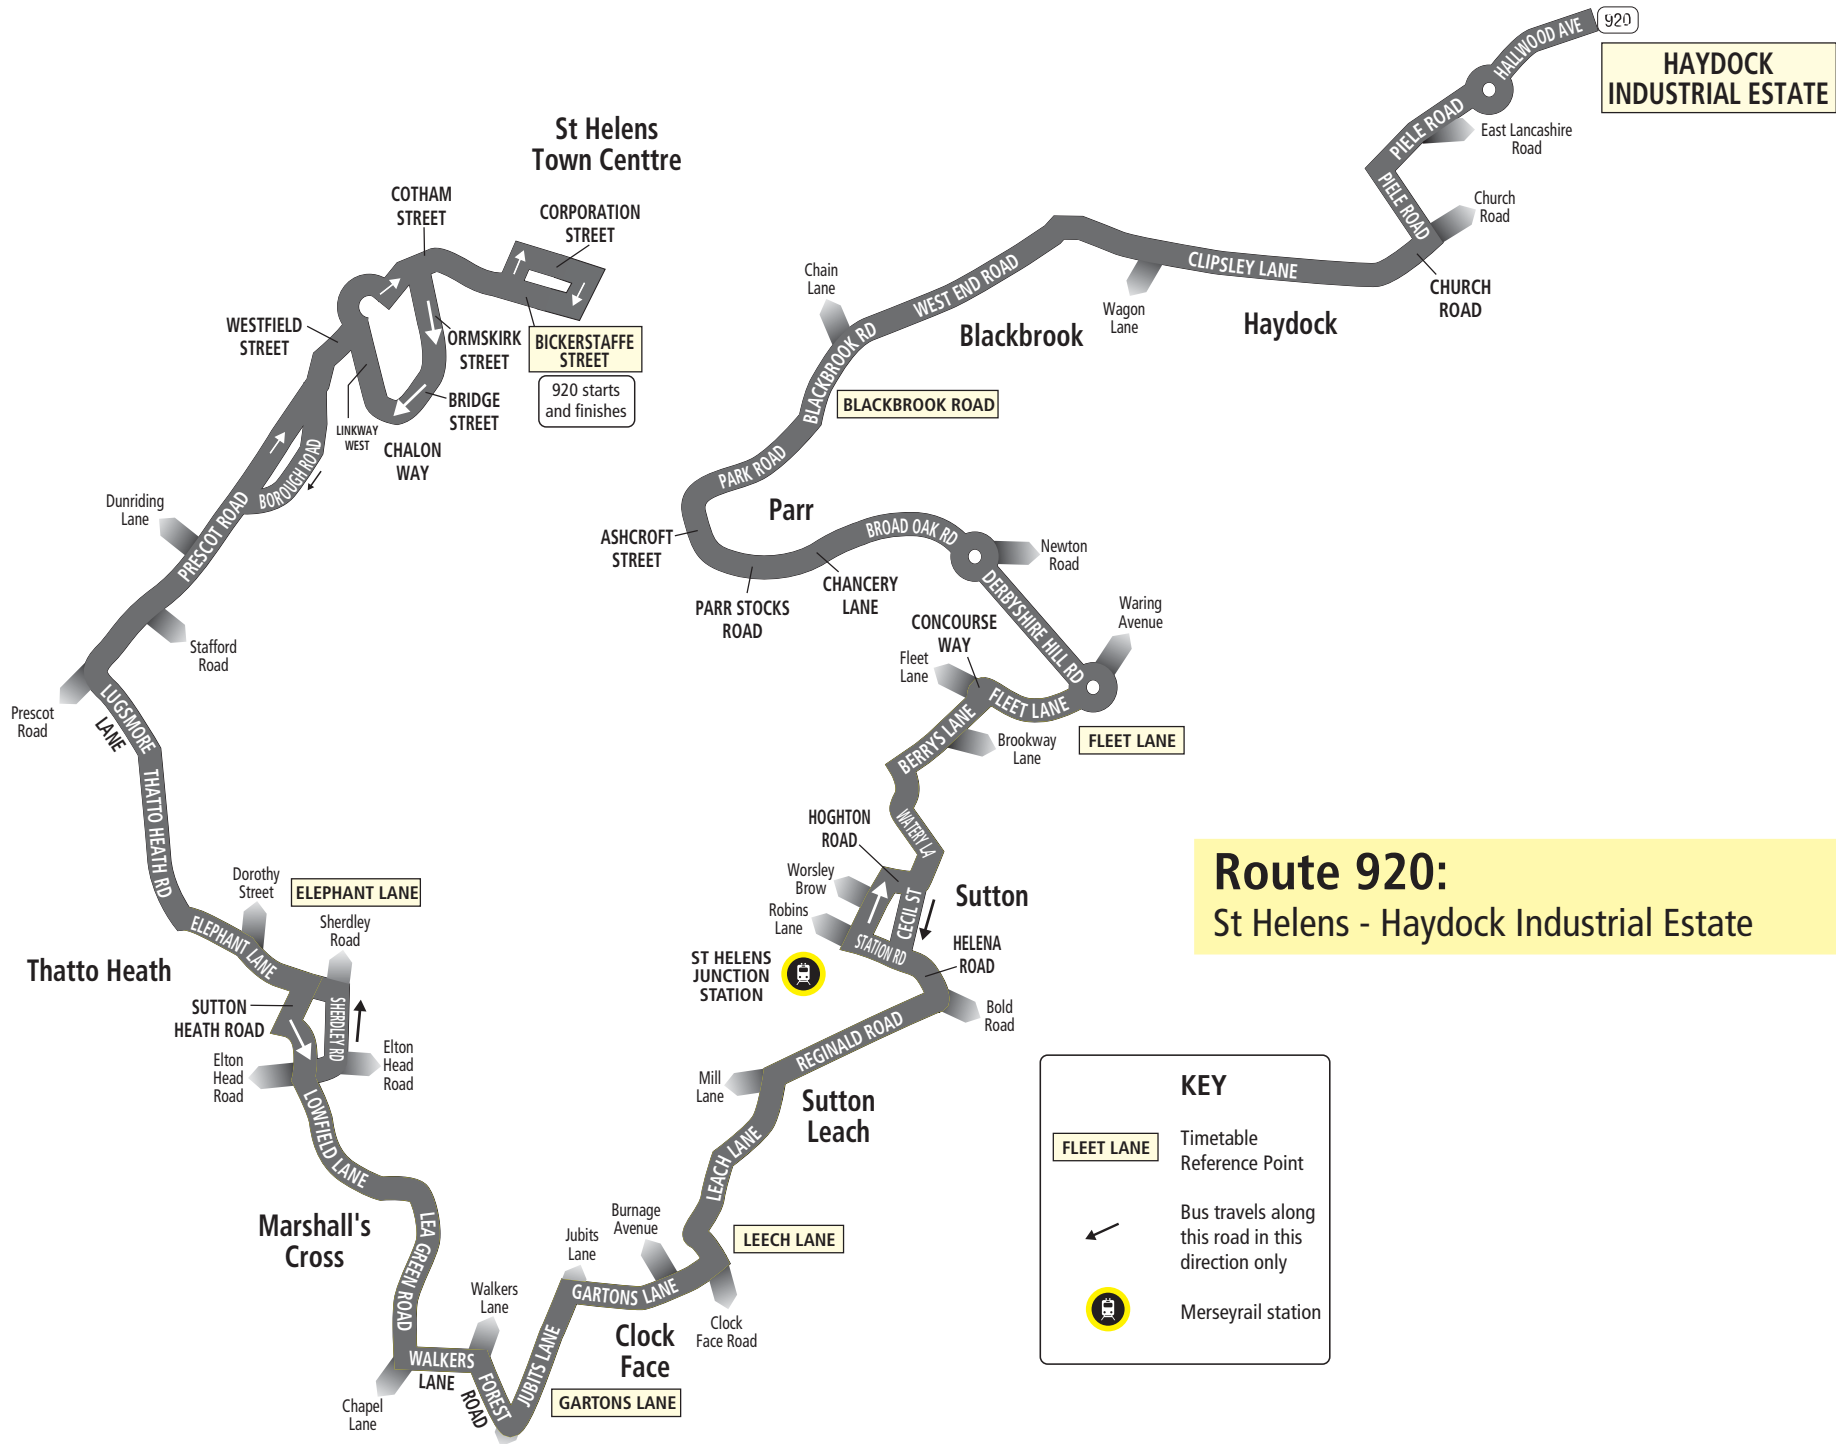 920
HALLWOOD AVE
HAYDOCK
INDUSTRIAL ESTATE
PIELE ROAD
East Lancashire
Road
PIELE ROAD
Church
Road
CHURCH
ROAD
CLIPSLEY LANE
Haydock
Wagon
Lane
WEST END ROAD
Blackbrook
Chain
Lane
BLACKBROOK RD
BLACKBROOK ROAD
PARK ROAD
Parr
ASHCROFT
STREET
PARR STOCKS
ROAD
CHANCERY
LANE
BROAD OAK RD
Newton
Road
DERBYSHIRE HILL RD
Waring
Avenue
CONCOURSE
WAY
Fleet
Lane
FLEET LANE
FLEET LANE
BERRYS LANE
Brookway
Lane
WATERY LA
HOGHTON
ROAD
Worsley
Brow
Robins
Lane
CECIL ST
Sutton
STATION RD
HELENA
ROAD
ST HELENS
JUNCTION
STATION
Bold
Road
REGINALD ROAD
Mill
Lane
Sutton
Leach
LEACH LANE
LEECH LANE
Burnage
Avenue
Jubits
Lane
GARTONS LANE
Clock
Face Road
Clock
Face
GARTONS LANE
JUBITS LANE
FOREST
ROAD
Walkers
Lane
WALKERS
LANE
Chapel
Lane
LEA GREEN ROAD
Marshall's
Cross
LOWFIELD LANE
Elton
Head
Road
Elton
Head
Road
SUTTON
HEATH ROAD
SHERDLEY RD
Sherdley
Road
ELEPHANT LANE
Dorothy
Street
ELEPHANT LANE
Thatto Heath
THATTO HEATH RD
LUGSMORE
LANE
Prescot
Road
Stafford
Road
PRESCOT ROAD
Dunriding
Lane
BOROUGH ROAD
WESTFIELD
STREET
LINKWAY
WEST
CHALON
WAY
BRIDGE
STREET
ORMSKIRK
STREET
COTHAM
STREET
St Helens
Town Centtre
CORPORATION
STREET
BICKERSTAFFE
STREET
920 starts
and finishes
Route 920:
St Helens - Haydock Industrial Estate
KEY
FLEET LANE
Timetable
Reference Point
Bus travels along
this road in this
direction only
Merseyrail station